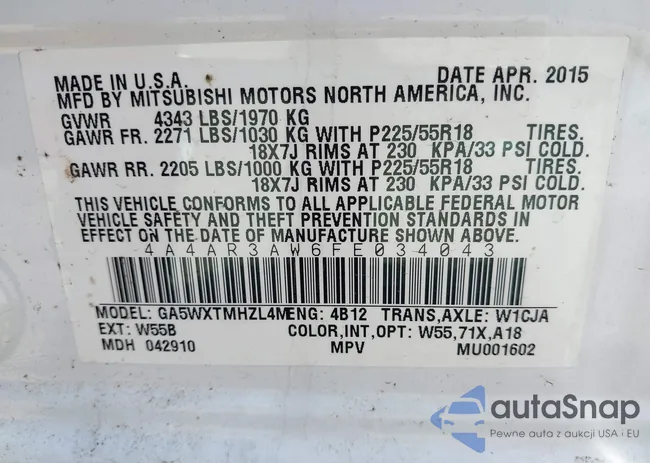 MADE IN U.S.A. DATE APR. 2015
MFD BY MITSUBISHI MOTORS NORTH AMERICA, INC.
GVWR 4343 LBS/1970 KG
GAWR FR. 2271 LBS/1030 KG WITH P225/55R18 TIRES.
18X7J RIMS AT 230 KPA/33 PSI COLD.
GAWR RR. 2205 LBS/1000 KG WITH P225/55R18 TIRES.
18X7J RIMS AT 230 KPA/33 PSI COLD.
THIS VEHICLE CONFORMS TO ALL APPLICABLE FEDERAL MOTOR
VEHICLE SAFETY AND THEFT PREVENTION STANDARDS IN
EFFECT ON THE DATE OF MANUFACTURE SHOWN ABOVE.
4A4AR3AW6FE034043
MODEL: GA5WXTMHZL4MENG: 4B12 TRANS,AXLE: W1CJA
EXT: W55B COLOR,INT,OPT: W55,71X,A18
MDH 042910 MPV MU001602
autoSnap
Pewne auta z aukcji USA i EU